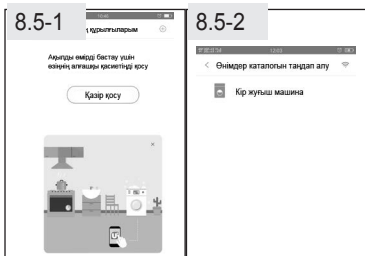 8.5-1
құрылғыларым
Ақылды өмірді бастау үшін
өзінің алғашқы қасиетіңді қосу
Қазір қосу
8.5-2
Өнімдер каталогын таңдап алу
Кір жуғыш машина